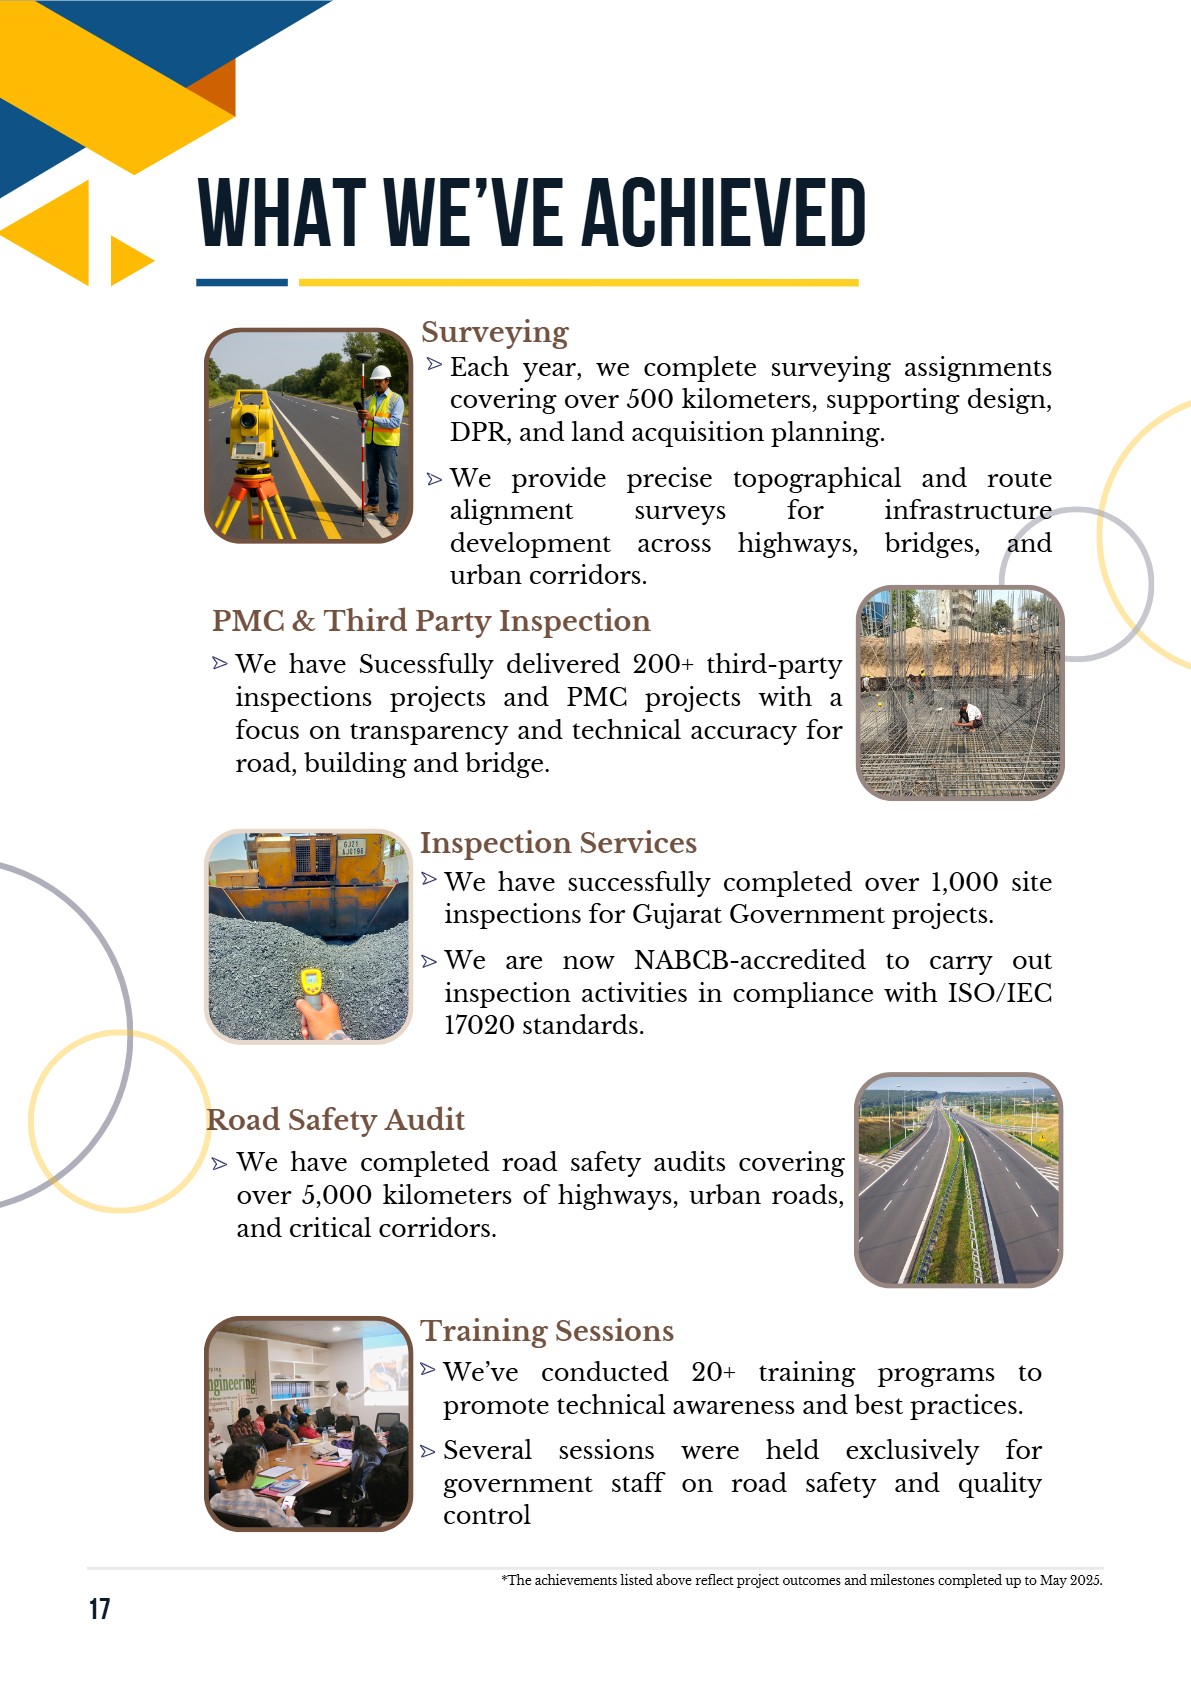 WHAT WE’VE ACHIEVED
Surveying
Each year, we complete surveying assignments
covering over 500 kilometers, supporting design,
DPR, and land acquisition planning.
We provide precise topographical and route
alignment surveys for infrastructure
development across highways, bridges, and
urban corridors.
PMC & Third Party Inspection
We have Sucessfully delivered 200+ third-party
inspections projects and PMC projects with a
focus on transparency and technical accuracy for
road, building and bridge.
GJ21
AJ0196
Inspection Services
We have successfully completed over 1,000 site
inspections for Gujarat Government projects.
We are now NABCB-accredited to carry out
inspection activities in compliance with ISO/IEC
17020 standards.
Road Safety Audit
We have completed road safety audits covering
over 5,000 kilometers of highways, urban roads,
and critical corridors.
ngineering
Training Sessions
We’ve conducted 20+ training programs to
promote technical awareness and best practices.
Several sessions were held exclusively for
government staff on road safety and quality
control
*The achievements listed above reflect project outcomes and milestones completed up to May 2025.
17